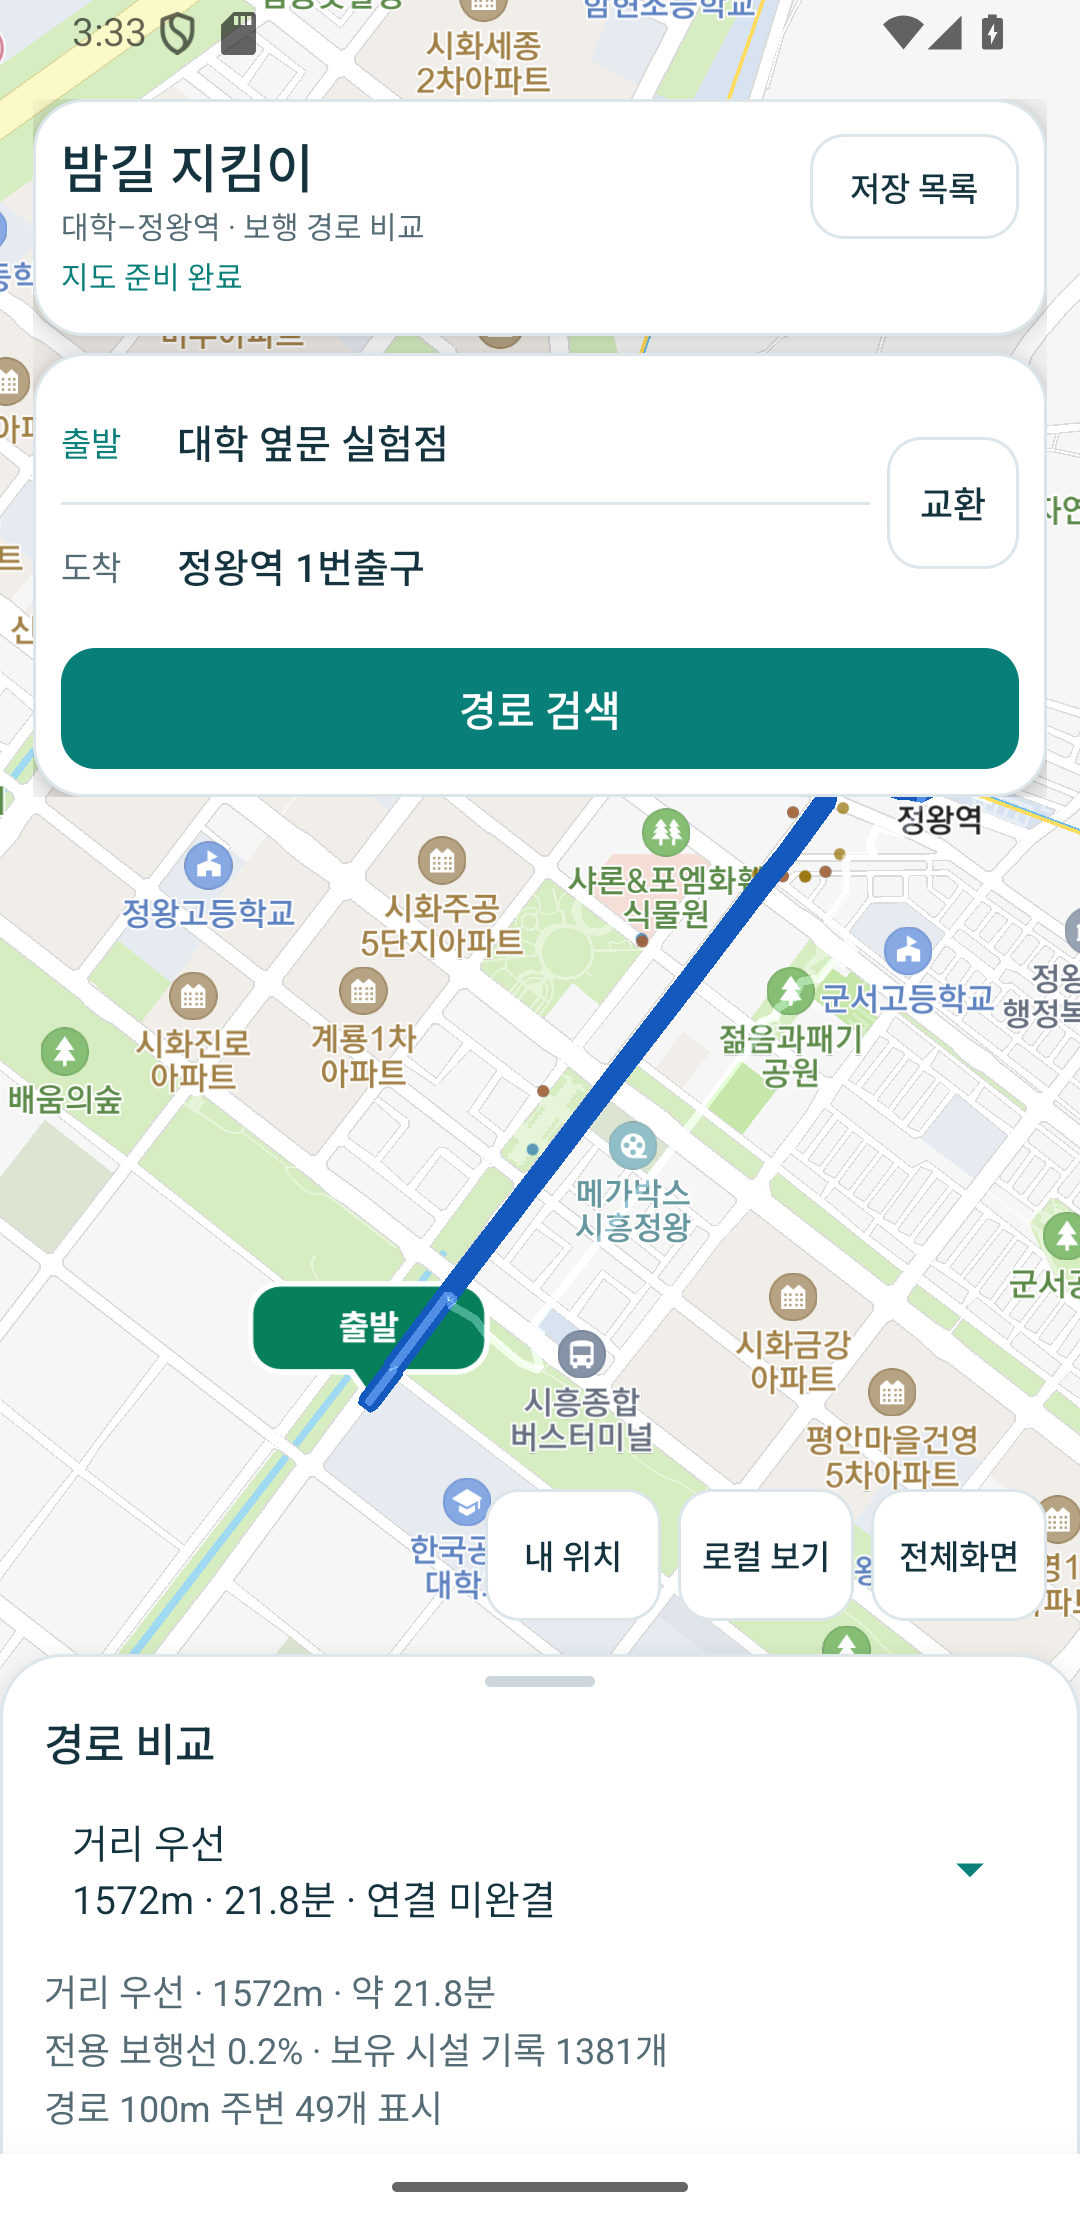 3:33
시화세종
2차아파트
밤길 지킴이
저장 목록
대학–정왕역 · 보행 경로 비교
지도 준비 완료
출발
대학 옆문 실험점
교환
도착
정왕역 1번출구
경로 검색
정왕역
샤론&포엠화훼
식물원
정왕고등학교
시화주공
5단지아파트
군서고등학교
시화진로
아파트
계룡1차
아파트
젊음과패기
공원
배움의숲
메가박스
시흥정왕
출발
시화금강
아파트
시흥종합
버스터미널
평안마을건영
5차아파트
내 위치
로컬 보기
전체화면
경로 비교
거리 우선
1572m · 21.8분 · 연결 미완결
거리 우선 · 1572m · 약 21.8분
전용 보행선 0.2% · 보유 시설 기록 1381개
경로 100m 주변 49개 표시